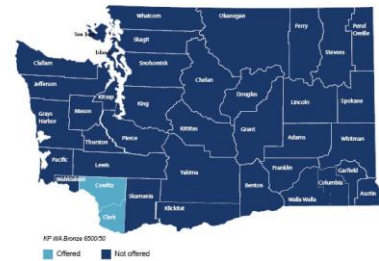 Whatcom
Okanogan
Ferry
Pend
Oreille
Stevens
San Juan
Island
Skagit
Clallam
Snohomish
Chelan
Jefferson
Douglas
Kitsap
King
Lincoln
Spokane
Grays
Harbor
Mason
Kittitas
Grant
Thurston
Pierce
Adams
Whitman
Pacific
Lewis
Yakima
Franklin
Garfield
Wahkiakum
Cowlitz
Columbia
Benton
Walla Walla
Asotin
Skamania
Clark
Klickitat
KP WA Bronze 6500/50
Offered Not offered